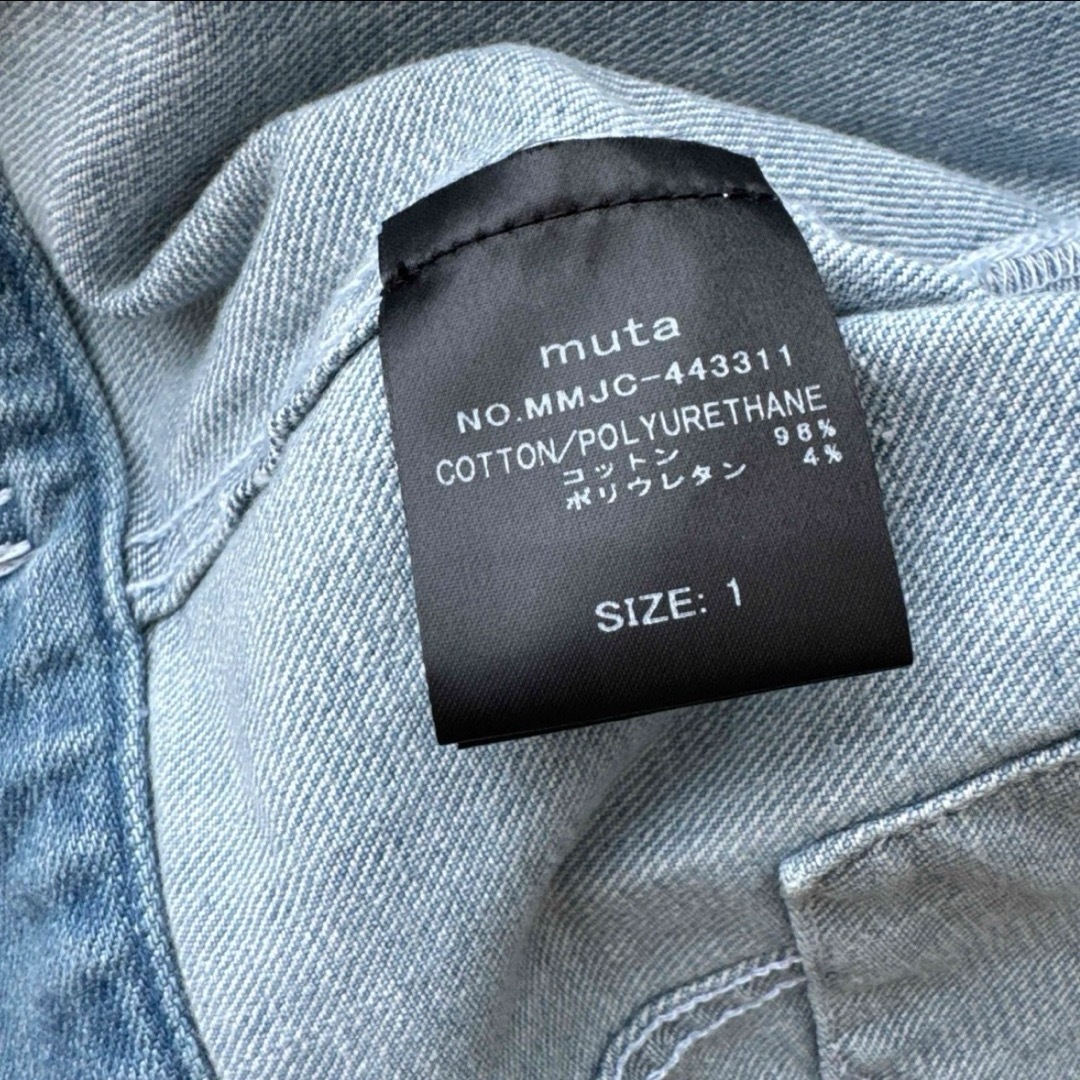 muta
NO.MMJC-443311
COTTON/POLYURETHANE
コットン 96%
ポリウレタン 4%
SIZE: 1